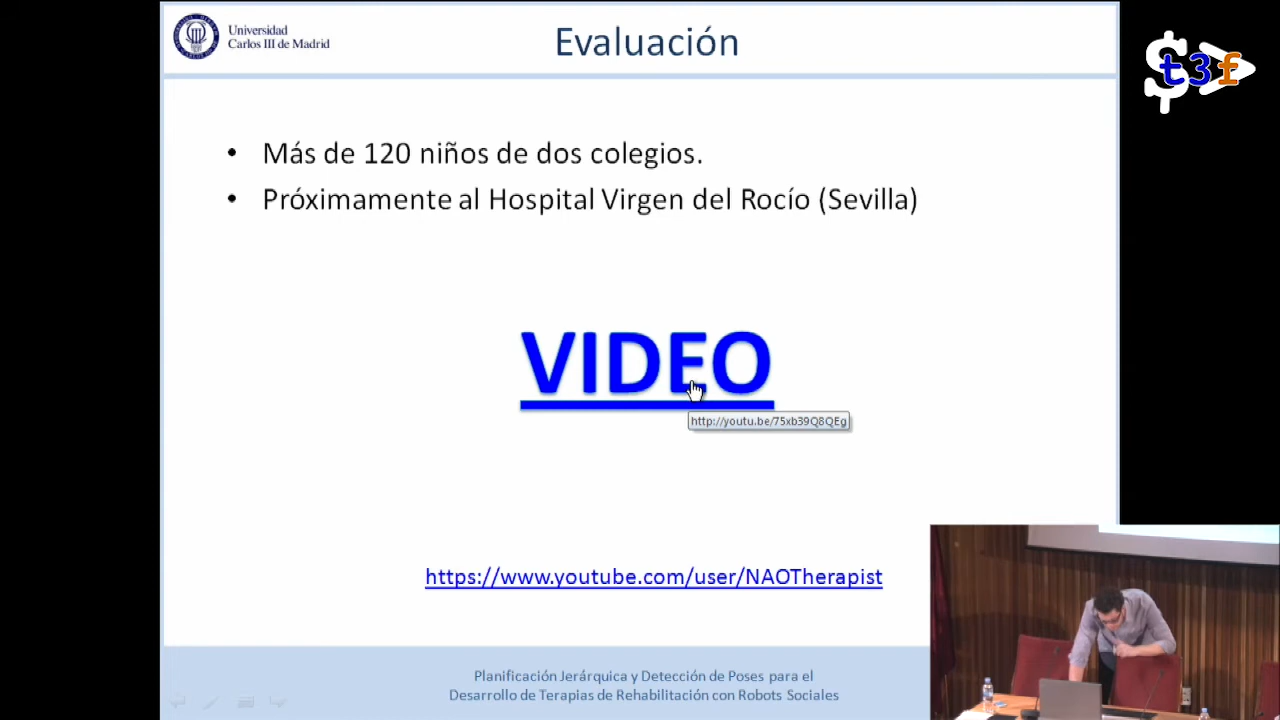 Universidad
Carlos III de Madrid
Evaluación
t3f
• Más de 120 niños de dos colegios.
• Próximamente al Hospital Virgen del Rocío (Sevilla)
VIDEO
http://youtu.be/75xb39Q8QEg
https://www.youtube.com/user/NAOTherapist
Planificación Jerárquica y Detección de Poses para el
Desarrollo de Terapias de Rehabilitación con Robots Sociales